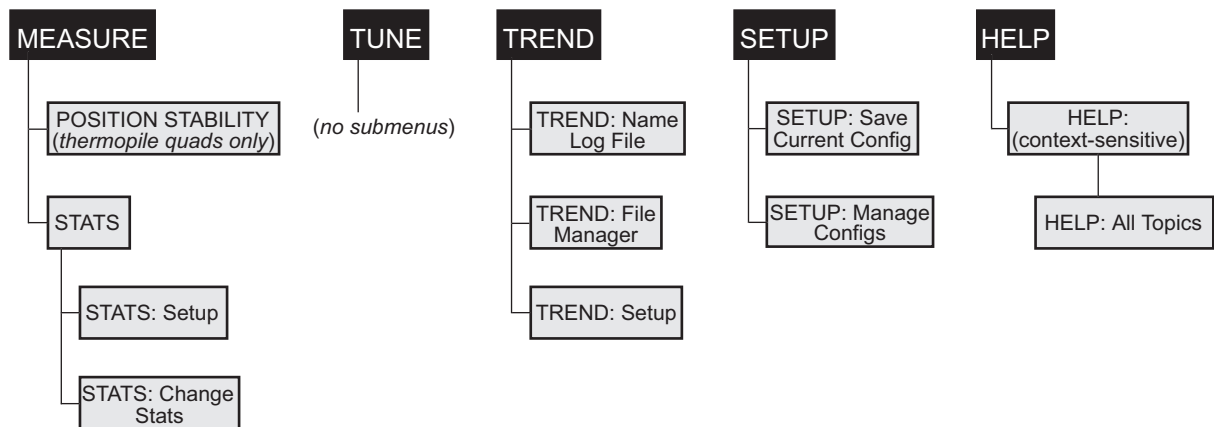 MEASURE
POSITION STABILITY
(thermopile quads only)
STATS
STATS: Setup
STATS: Change
Stats
TUNE
(no submenus)
TREND
TREND: Name
Log File
TREND: File
Manager
TREND: Setup
SETUP
SETUP: Save
Current Config
SETUP: Manage
Configs
HELP
HELP:
(context-sensitive)
HELP: All Topics